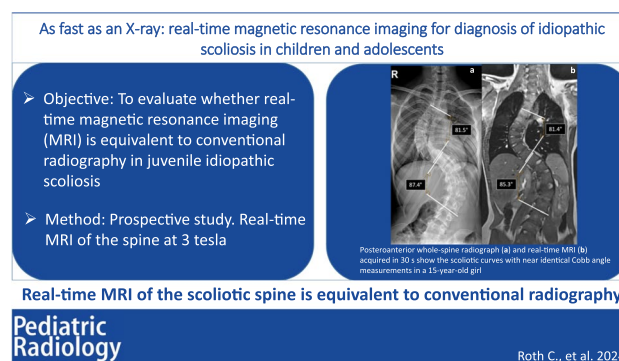 As fast as an X-ray: real-time magnetic resonance imaging for diagnosis of idiopathic
scoliosis in children and adolescents
➢ Objective: To evaluate whether real-
time magnetic resonance imaging
(MRI) is equivalent to conventional
radiography in juvenile idiopathic
scoliosis
➢ Method: Prospective study. Real-time
MRI of the spine at 3 tesla
R
a
b
81.5°
81.4°
87.4°
85.3°
Posteroanterior whole-spine radiograph (a) and real-time MRI (b)
acquired in 30 s show the scoliotic curves with near identical Cobb angle
measurements in a 15-year-old girl
Real-time MRI of the scoliotic spine is equivalent to conventional radiography
Pediatric
Radiology
Roth C., et al. 202